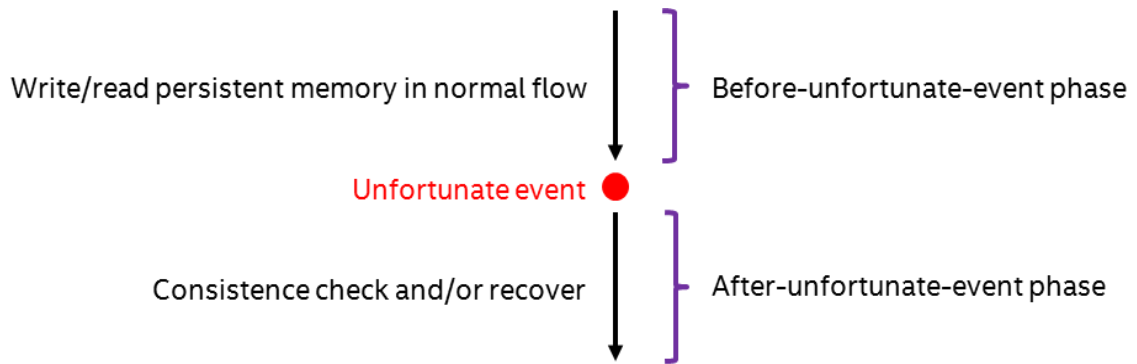 Write/read persistent memory in normal flow
Before-unfortunate-event phase
Unfortunate event
Consistence check and/or recover
After-unfortunate-event phase